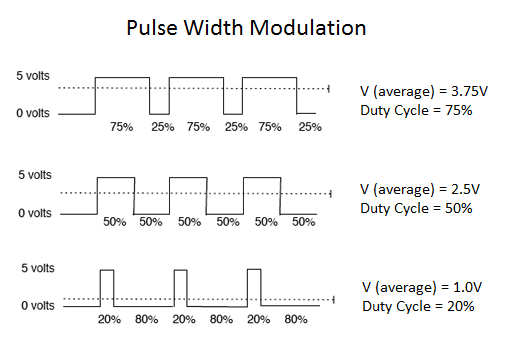 Pulse Width Modulation
5 volts
0 volts
75% 25% 75% 25% 75% 25%
V (average) = 3.75V
Duty Cycle = 75%
5 volts
0 volts
50% 50% 50% 50% 50% 50%
V (average) = 2.5V
Duty Cycle = 50%
5 volts
0 volts
20% 80% 20% 80% 20% 80%
V (average) = 1.0V
Duty Cycle = 20%